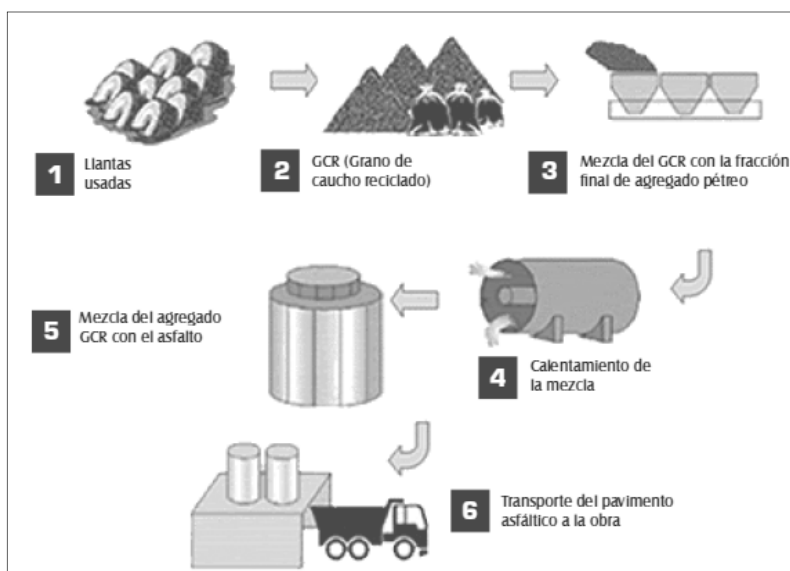 1
Llantas
usadas
2
GCR (Grano de
caucho reciclado)
3
Mezcla del GCR con la fracción
final de agregado pétreo
5
Mezcla del agregado
GCR con el asfalto
4
Calentamiento de
la mezcla
6
Transporte del pavimento
asfáltico a la obra